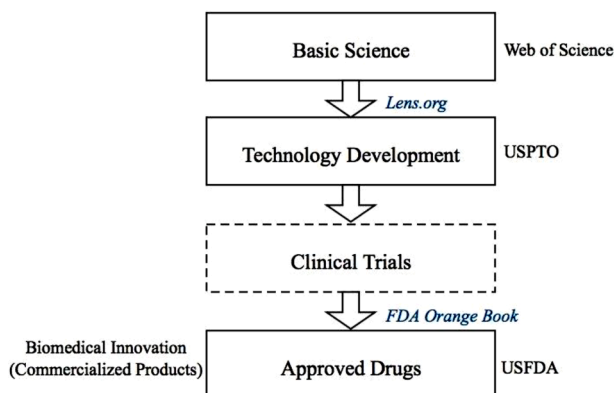 Basic Science
Web of Science
Lens.org
Technology Development
USPTO
Clinical Trials
FDA Orange Book
Biomedical Innovation
(Commercialized Products)
Approved Drugs
USFDA